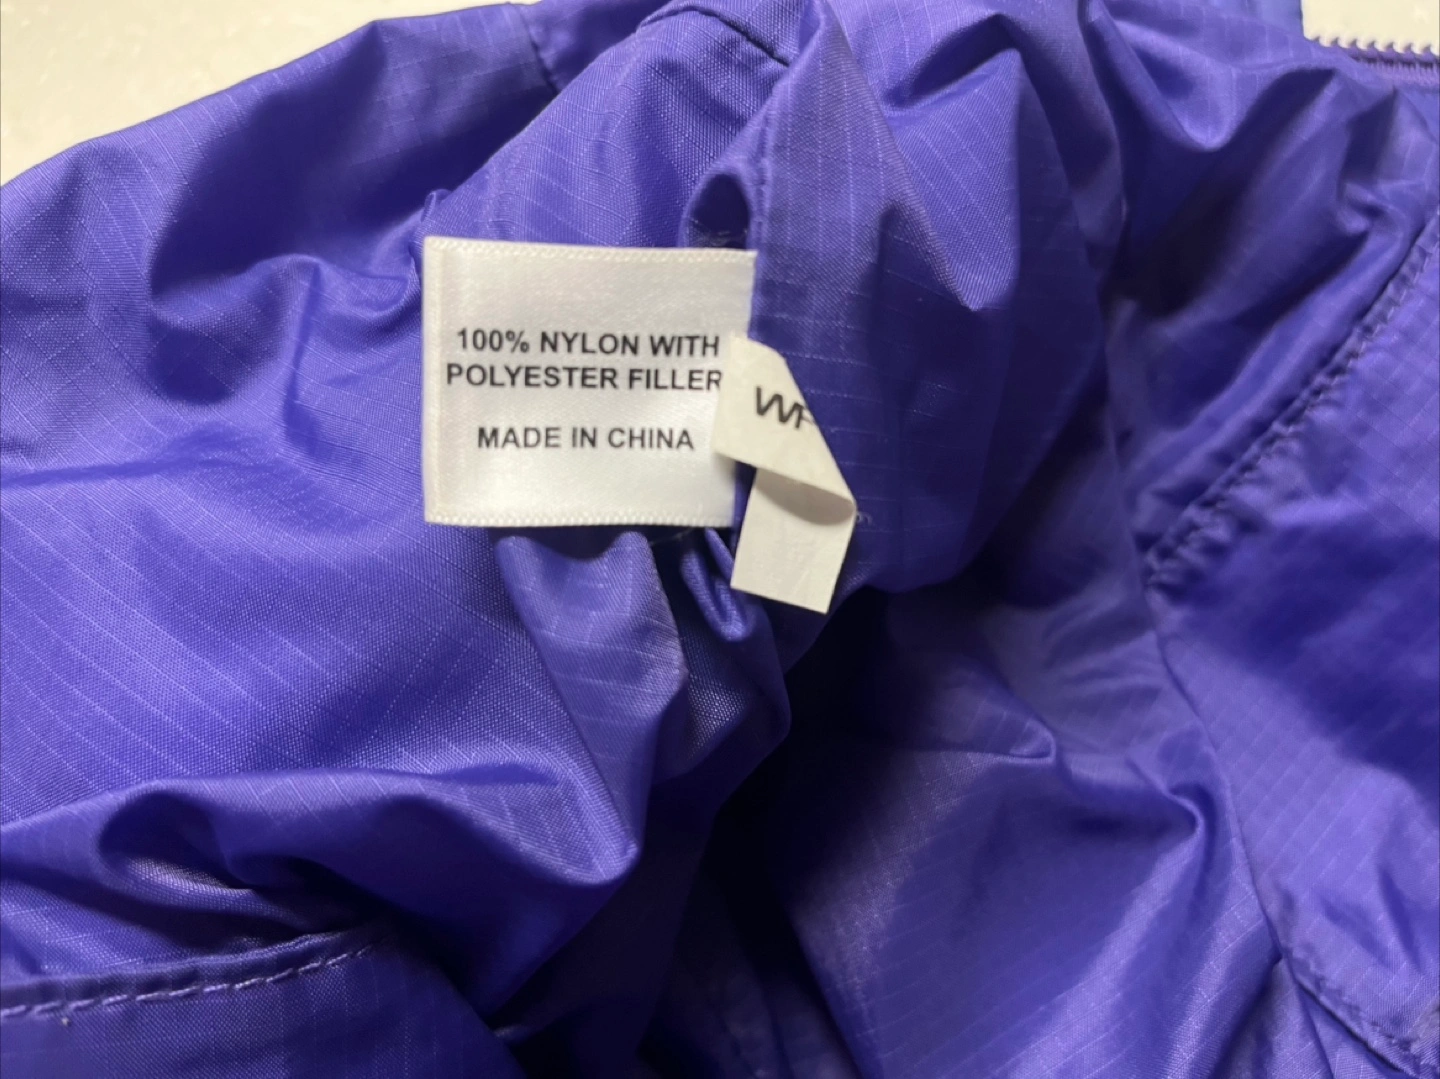 100% NYLON WITH
POLYESTER FILLER
MADE IN CHINA